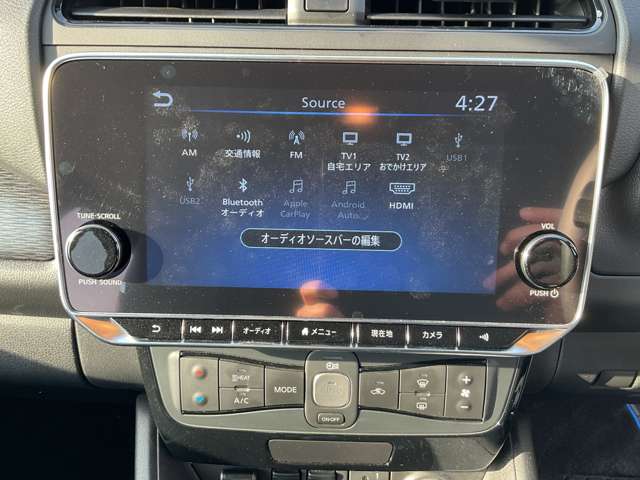 Source
4:27
AM
交通情報
FM
TV1
自宅エリア
TV2
おでかけエリア
USB1
USB2
Bluetooth
オーディオ
Apple
CarPlay
Android
Auto
HDMI
オーディオソースバーの編集
TUNE·SCROLL
PUSH SOUND
VOL
PUSH
オーディオ
メニュー
現在地
カメラ
HEAT
A/C
MODE
ON·OFF